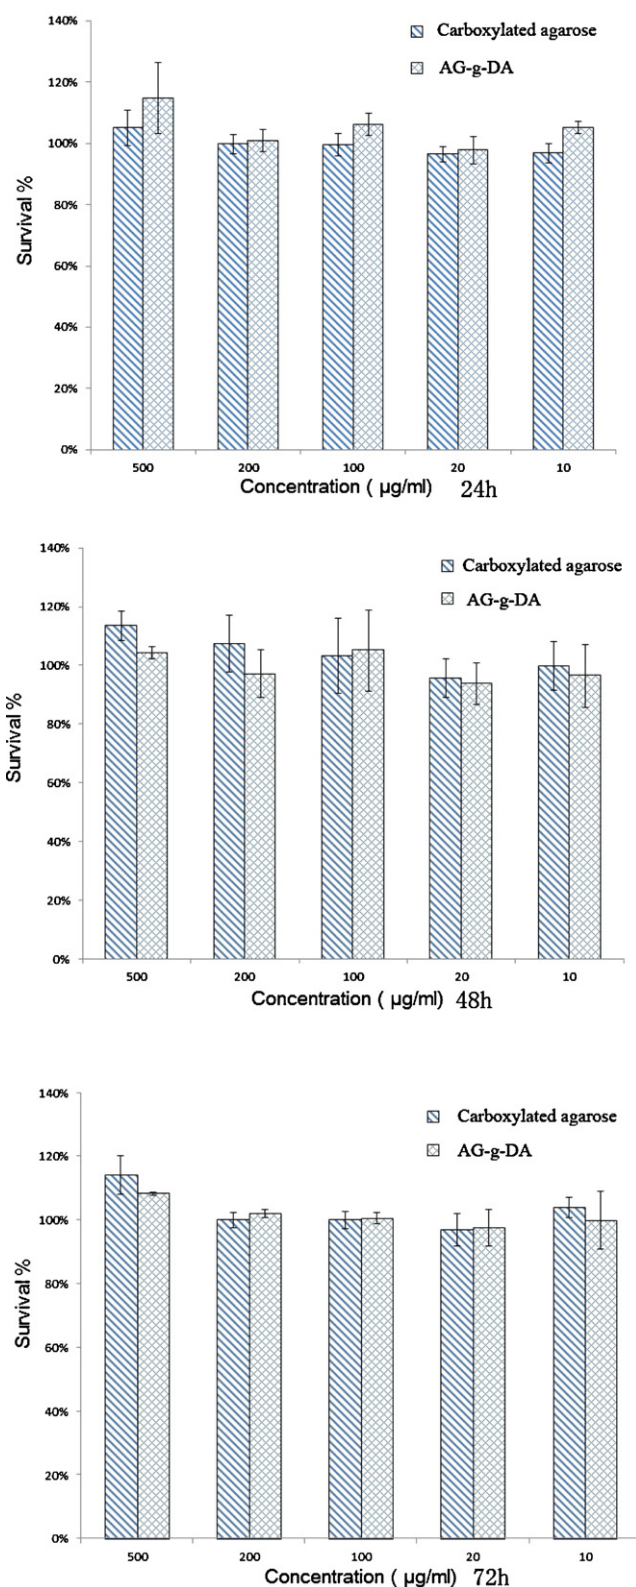 140%
Carboxylated agarose
120%
AG-g-DA
100%
80%
60%
40%
20%
0%
Survival %
500 200 100 20 10
Concentration ( μg/ml) 24h
140%
Carboxylated agarose
120%
AG-g-DA
100%
80%
60%
40%
20%
0%
Survival %
500 200 100 20 10
Concentration ( μg/ml) 48h
140%
Carboxylated agarose
120%
AG-g-DA
100%
80%
60%
40%
20%
0%
Survival %
500 200 100 20 10
Concentration ( μg/ml) 72h